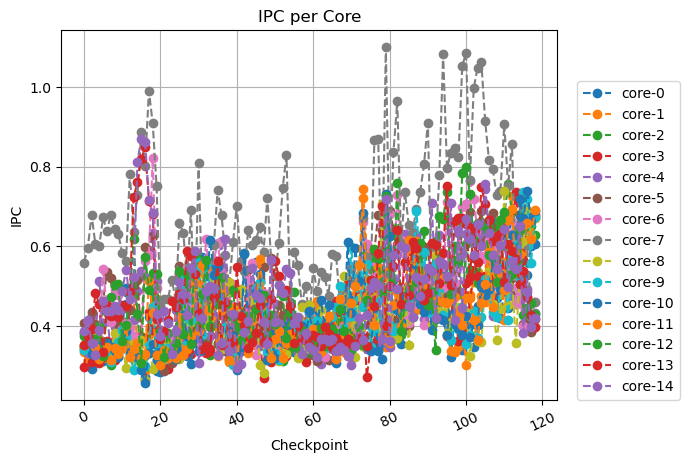 IPC per Core
IPC
1.0
0.8
0.6
0.4
0
20
40
60
80
100
120
Checkpoint
core-0
core-1
core-2
core-3
core-4
core-5
core-6
core-7
core-8
core-9
core-10
core-11
core-12
core-13
core-14